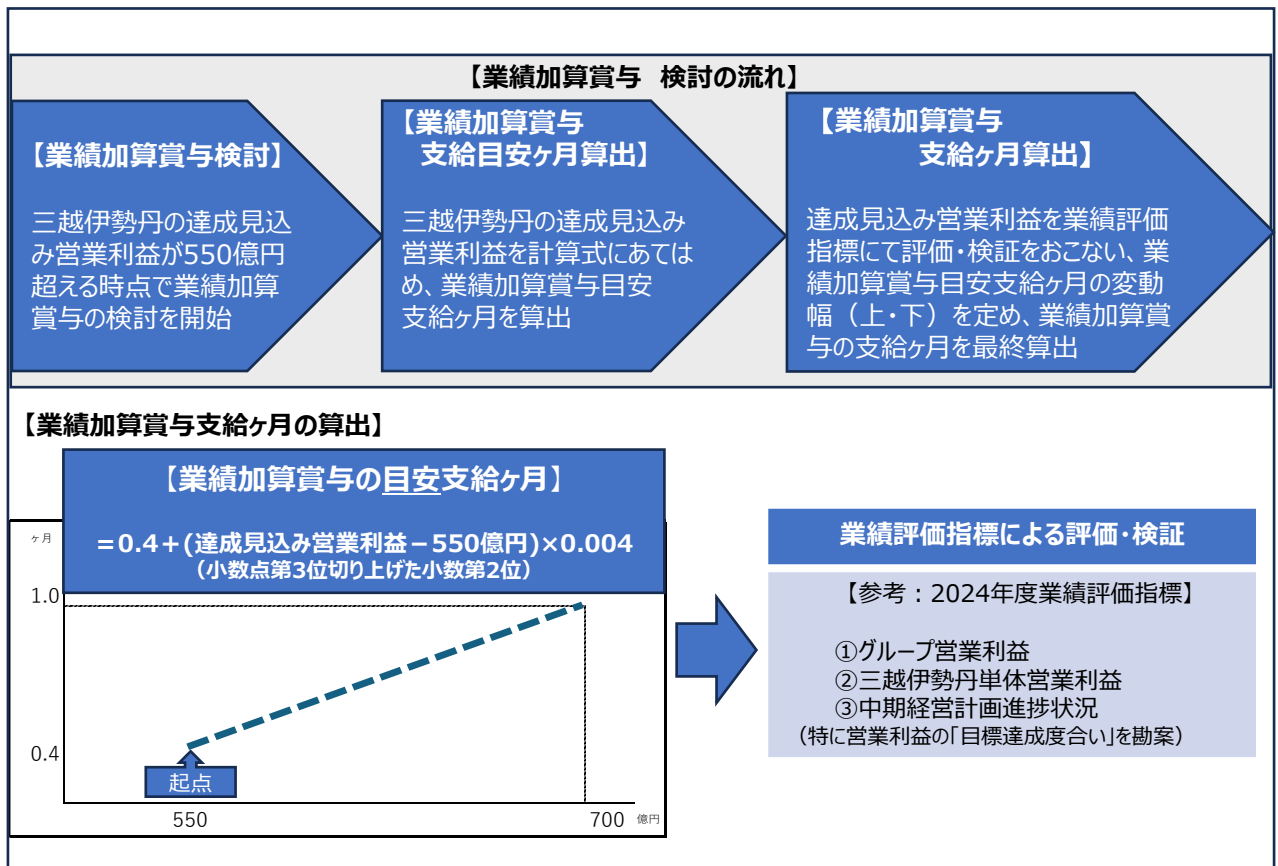 【業績加算賞与 検討の流れ】
【業績加算賞与検討】
三越伊勢丹の達成見込
み営業利益が550億円
超える時点で業績加算
賞与の検討を開始
【業績加算賞与
支給目安ヶ月算出】
三越伊勢丹の達成見込み
営業利益を計算式にあては
め、業績加算賞与目安
支給ヶ月を算出
【業績加算賞与
支給ヶ月算出】
達成見込み営業利益を業績評価
指標にて評価・検証をおこない、業
績加算賞与目安支給ヶ月の変動
幅（上・下）を定め、業績加算賞
与の支給ヶ月を最終算出
【業績加算賞与支給ヶ月の算出】
【業績加算賞与の目安支給ヶ月】
＝0.4＋(達成見込み営業利益－550億円)×0.004
（小数点第3位切り上げた小数第2位）
ヶ月
1.0
0.4
起点
550
700 億円
業績評価指標による評価・検証
【参考：2024年度業績評価指標】
①グループ営業利益
②三越伊勢丹単体営業利益
③中期経営計画進捗状況
（特に営業利益の「目標達成度合い」を勘案）